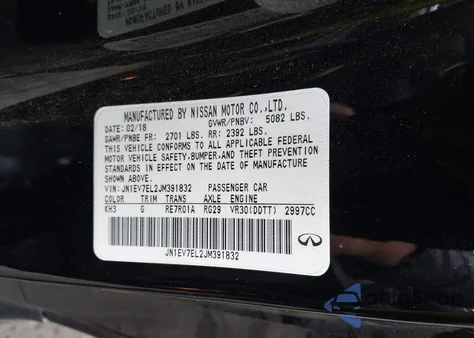 MANUFACTURED BY NISSAN MOTOR CO.,LTD.
DATE: 02/18 GVWR/PNBV: 5082 LBS.
GAWR/PNBE FR: 2701 LBS. RR: 2392 LBS.
THIS VEHICLE CONFORMS TO ALL APPLICABLE FEDERAL
MOTOR VEHICLE SAFETY,BUMPER,AND THEFT PREVENTION
STANDARDS IN EFFECT ON THE DATE OF MANUFACTURE
SHOWN ABOVE.
VIN: JN1EV7EL2JM391832 PASSENGER CAR
COLOR TRIM TRANS AXLE ENGINE
KH3 G RE7R01A RG29 VR30(DDTT) 2997CC
JN1EV7EL2JM391832